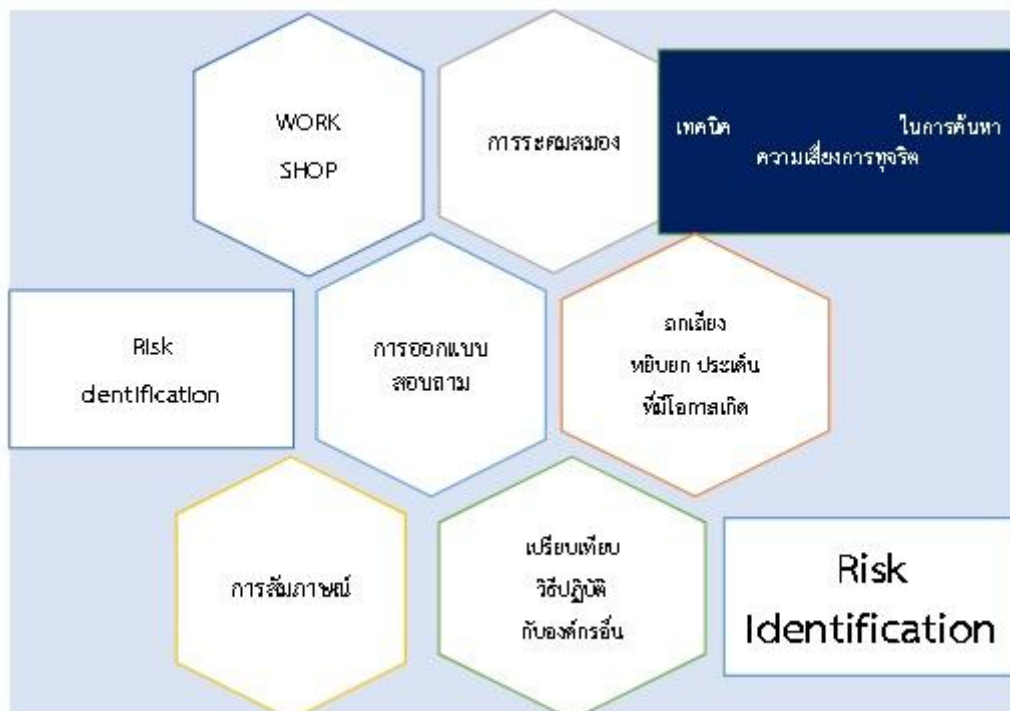 WORK
SHOP
การระดมสมอง
เทคนิค ในการค้นหา
ความเสี่ยงการทุจริต
Risk
dentification
การออกแบบ
สอบถาม
ถกเถียง
หยิบยก ประเด็น
ที่มีโอกาสเกิด
การสัมภาษณ์
เปรียบเทียบ
วิธีปฏิบัติ
กับองค์กรอื่น
Risk
Identification